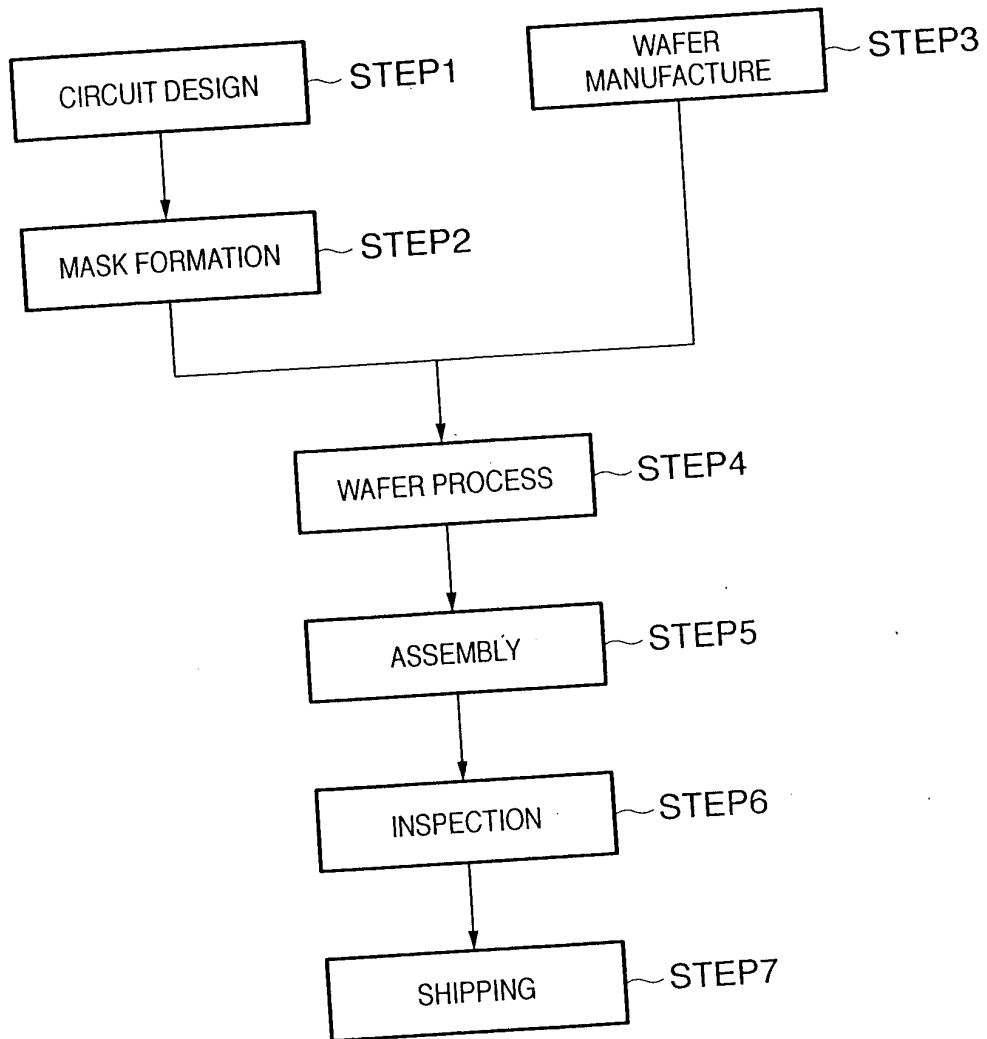 CIRCUIT DESIGN
STEP1
WAFER
MANUFACTURE
STEP3
MASK FORMATION
STEP2
WAFER PROCESS
STEP4
ASSEMBLY
STEP5
INSPECTION
STEP6
SHIPPING
STEP7